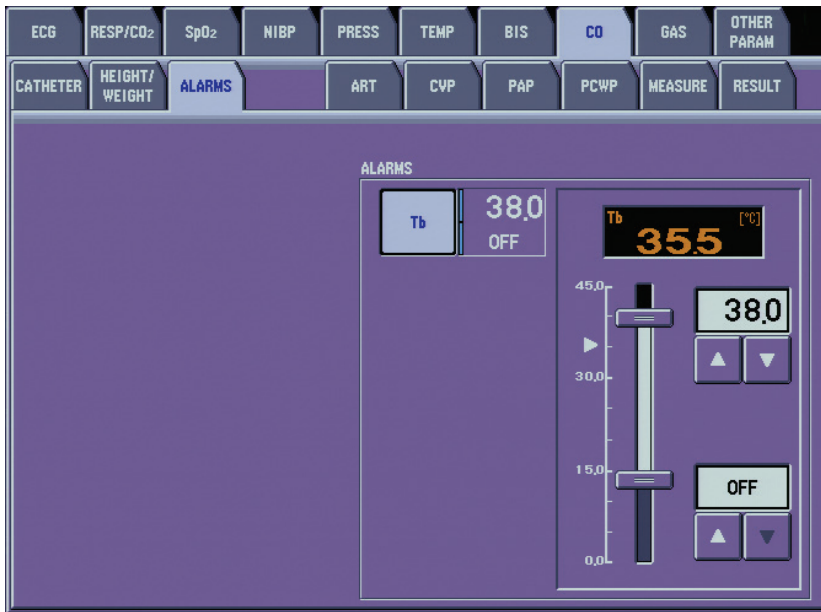 ECG RESP/CO2 SpO2 NIBP PRESS TEMP BIS CO GAS OTHER PARAM
CATHETER HEIGHT/ WEIGHT ALARMS ART CVP PAP PCWP MEASURE RESULT
ALARMS
Tb 38.0 OFF
Tb [°C]
35.5
45.0
38.0
30.0
15.0
OFF
0.0